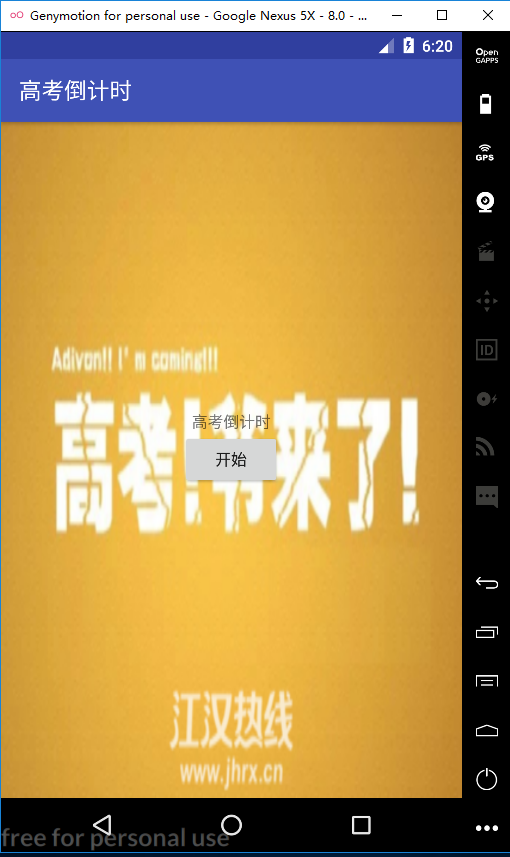 Genymotion for personal use - Google Nexus 5X - 8.0 - ...
6:20
Open
GAPPS
高考倒计时
GPS
ID
Adivon!! I'm coming!!!
高考倒计时
高考!爷来了!
开始
江汉热线
www.jhrx.cn
free for personal use